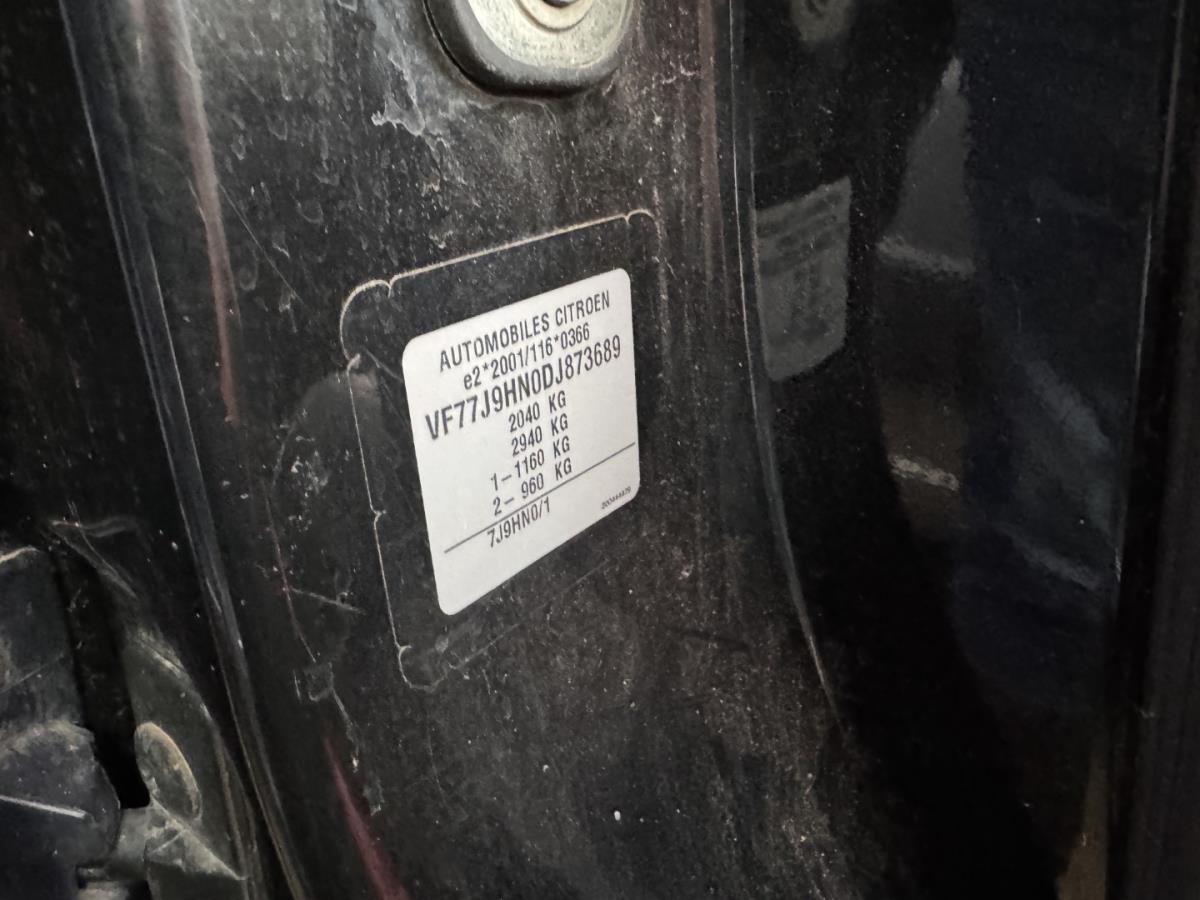 AUTOMOBILES CITROEN
e2*2001/116*0366
VF77J9HN0DJ873689
2040 KG
2940 KG
1-1160 KG
2- 960 KG
7J9HN0/1